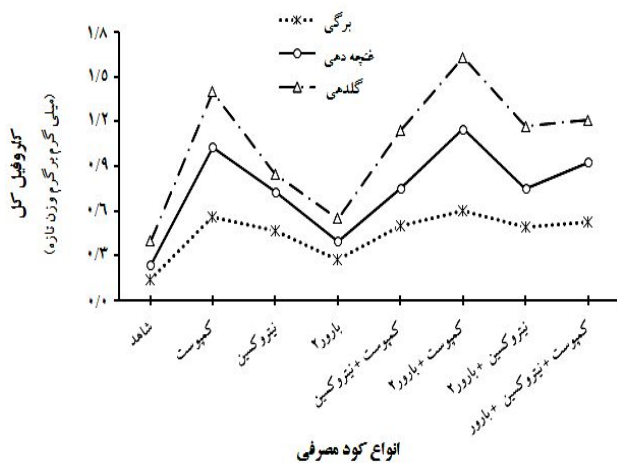 برگی
غنچه دهی
گلدهی
کلروفیل کل
(میلی گرم بر گرم وزن تازه)
۱/۸
۱/۵
۱/۲
۰/۹
۰/۶
۰/۳
۰/۰
شاهد
کمپوست
نیتروکسین
بارور۲
کمپوست+نیتروکسین
کمپوست+بارور۲
نیتروکسین+بارور۲
کمپوست+نیتروکسین+بارور
انواع کود مصرفی